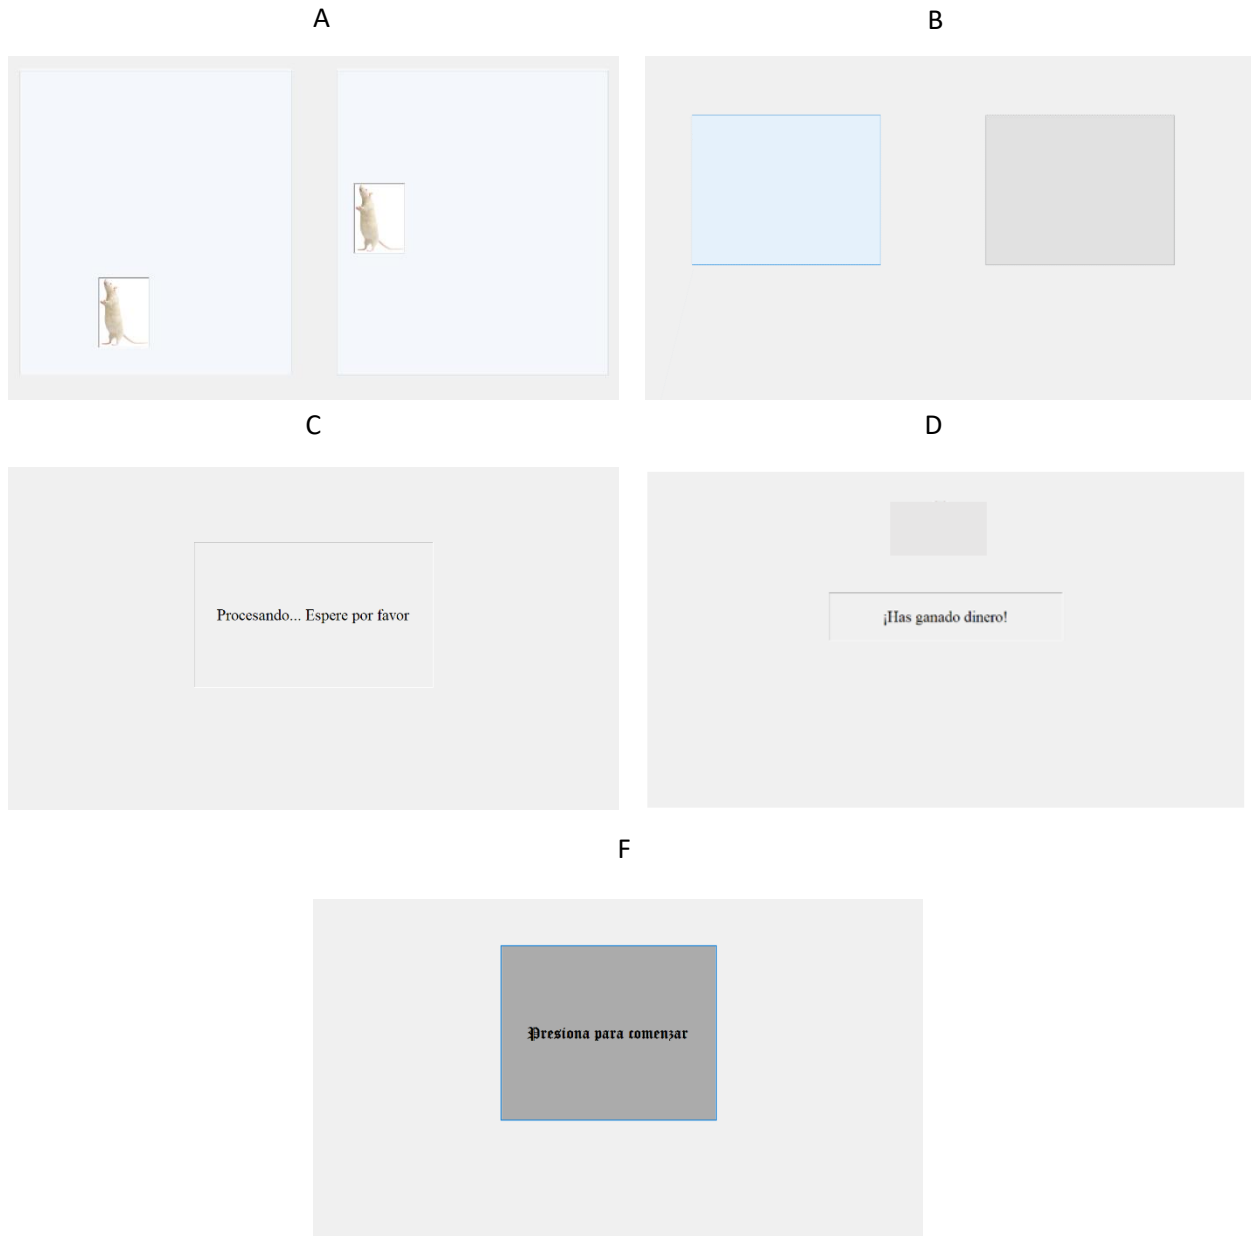 A
B
C
D
Procesando... Espere por favor
¡Has ganado dinero!
F
Presiona para comenzar